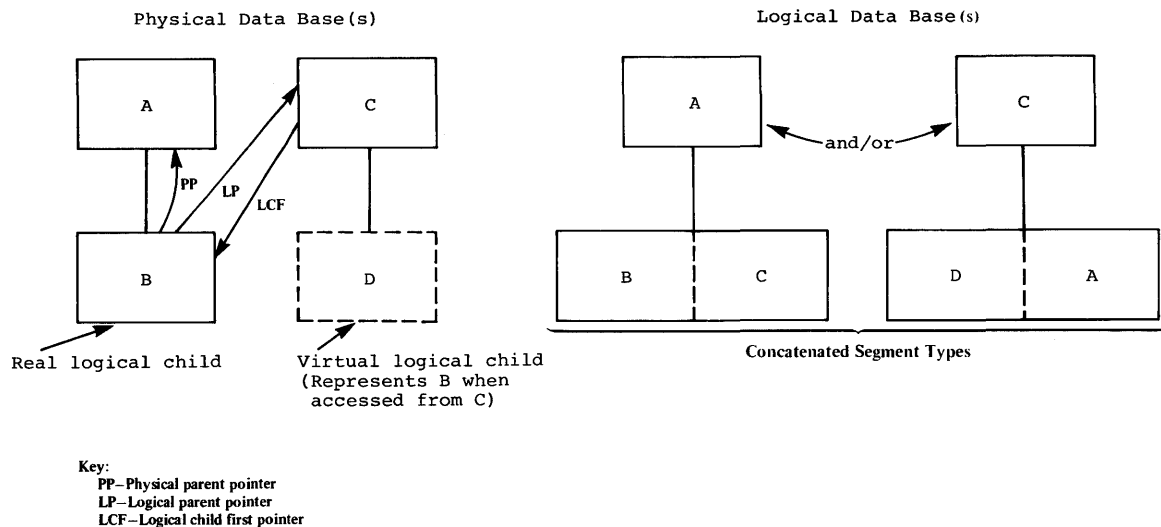 Physical Data Base(s)
Logical Data Base(s)
A
C
A
C
and/or
PP
LP
LCF
B
D
B
C
D
A
Real logical child
Virtual logical child
(Represents B when
accessed from C)
Concatenated Segment Types
Key:
PP–Physical parent pointer
LP–Logical parent pointer
LCF–Logical child first pointer